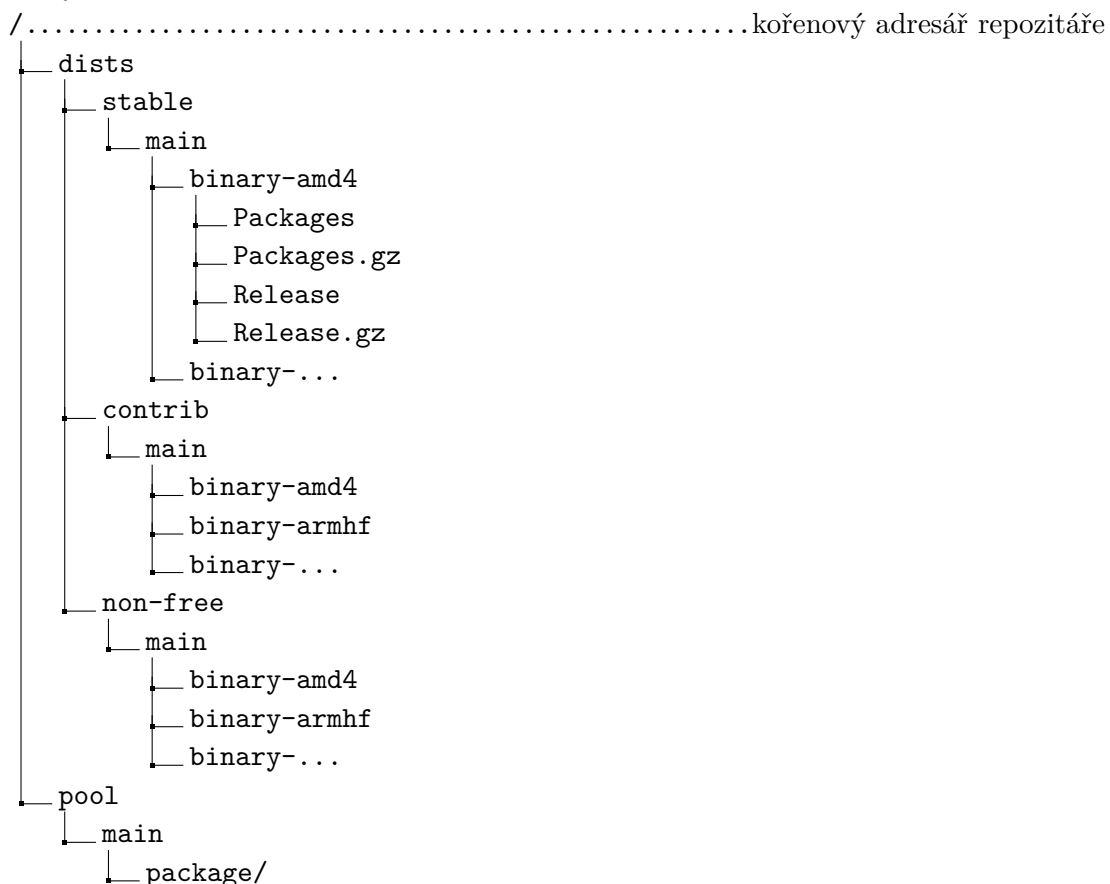 /.....................................................kořenový adresář repozitáře
dists
stable
main
binary-amd4
Packages
Packages.gz
Release
Release.gz
binary-...
contrib
main
binary-amd4
binary-armhf
binary-...
non-free
main
binary-amd4
binary-armhf
binary-...
pool
main
package/